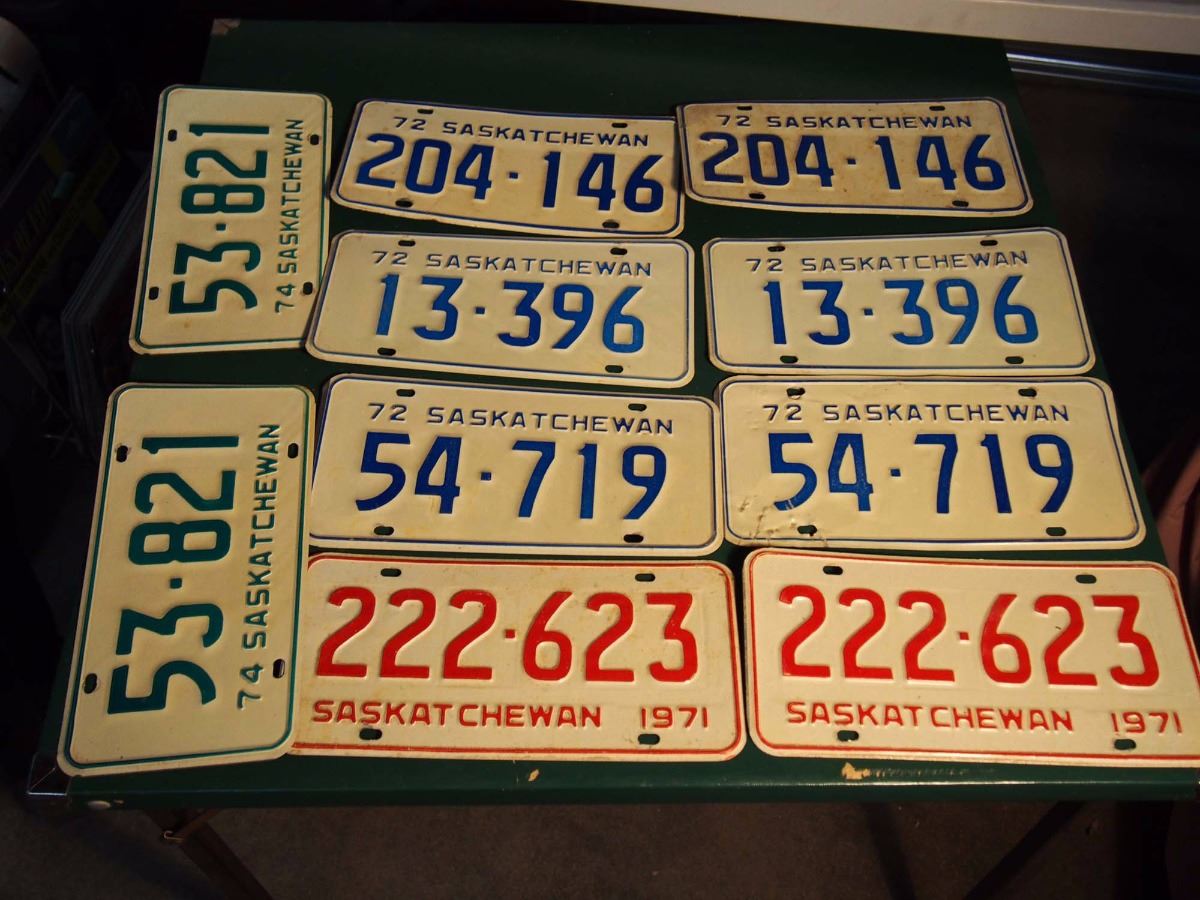 53·821
74 SASKATCHEWAN
72 SASKATCHEWAN
204·146
72 SASKATCHEWAN
204·146
72 SASKATCHEWAN
13·396
72 SASKATCHEWAN
13·396
53·821
74 SASKATCHEWAN
72 SASKATCHEWAN
54·719
72 SASKATCHEWAN
54·719
222·623
SASKATCHEWAN 1971
222·623
SASKATCHEWAN 1971